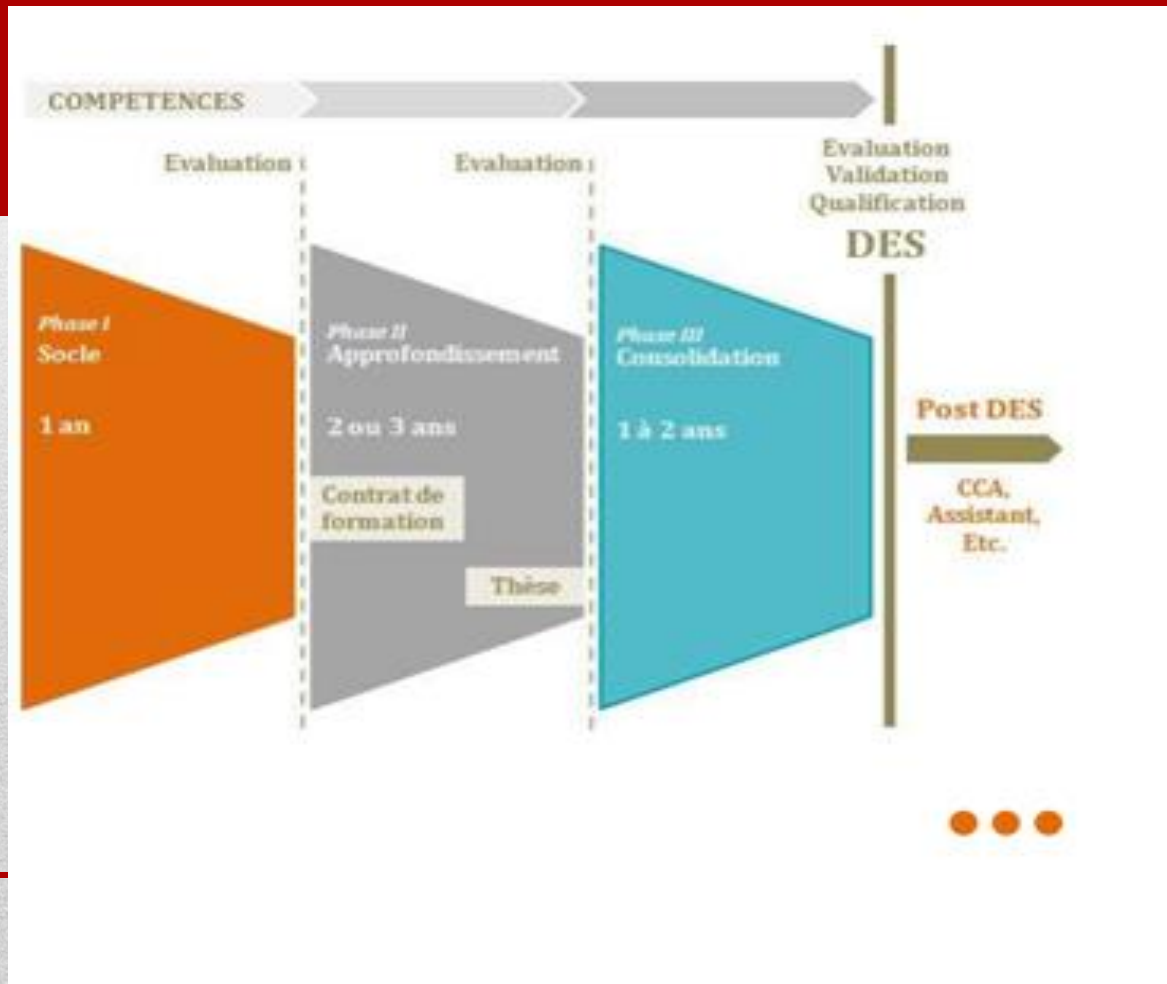 COMPETENCES
Evaluation
Evaluation
Evaluation
Validation
Qualification
DES
Phase I
Socle
1 an
Phase II
Approfondissement
2 ou 3 ans
Contrat de
formation
Thèse
Phase III
Consolidation
1 à 2 ans
Post DES
CCA,
Assistant,
Etc.